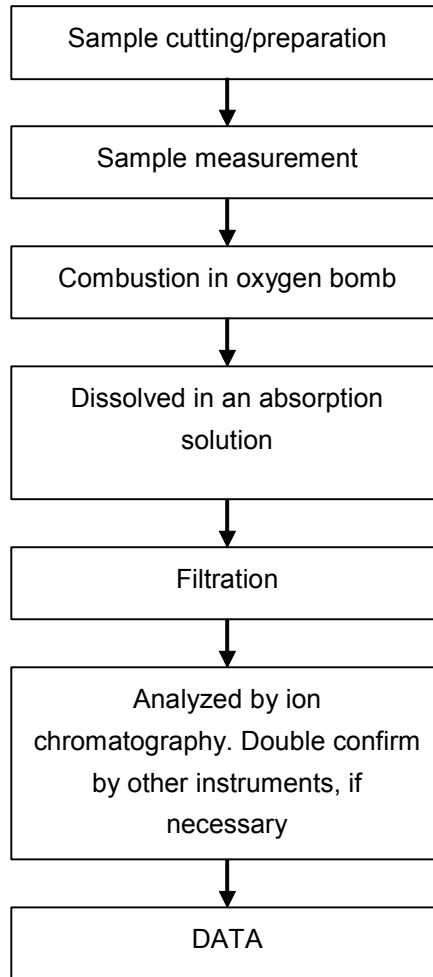 Sample cutting/preparation
Sample measurement
Combustion in oxygen bomb
Dissolved in an absorption
solution
Filtration
Analyzed by ion
chromatography. Double confirm
by other instruments, if
necessary
DATA